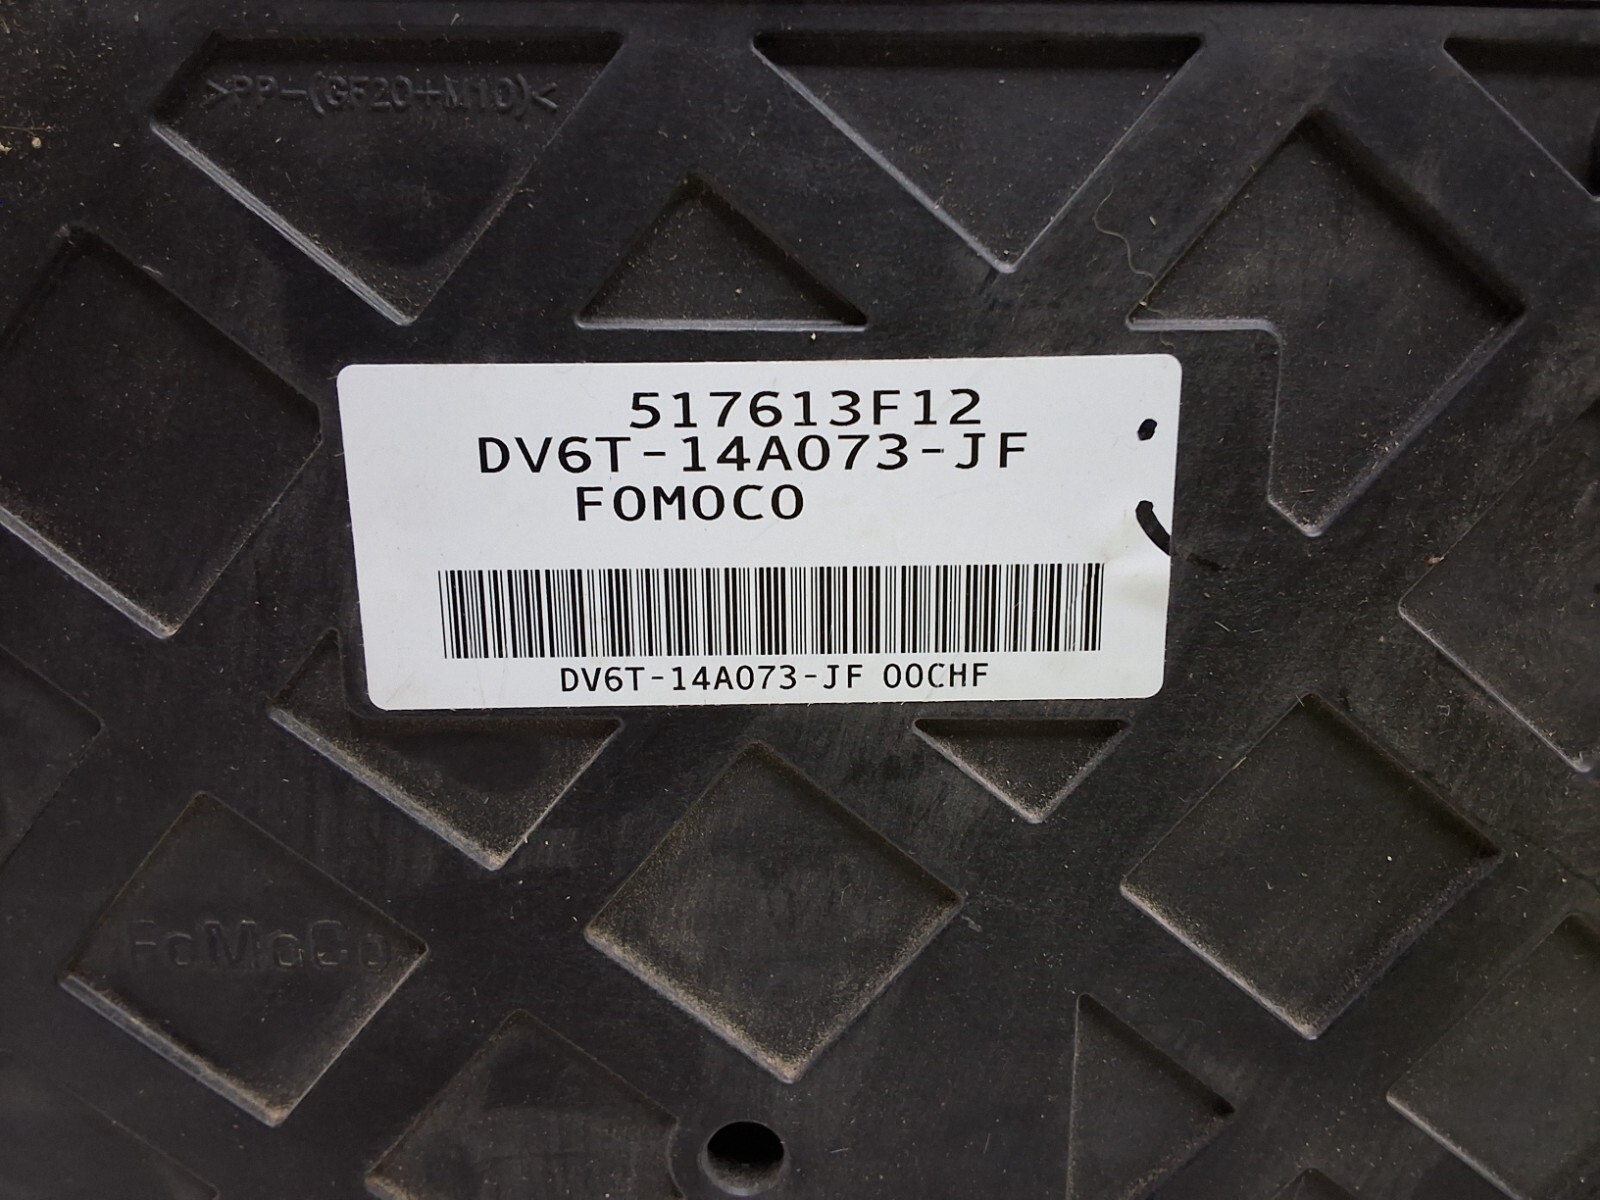 >PP-(GF20+M10)<
517613F12
DV6T-14A073-JF
FOMOCO
DV6T-14A073-JF 00CHF
FoMoCo